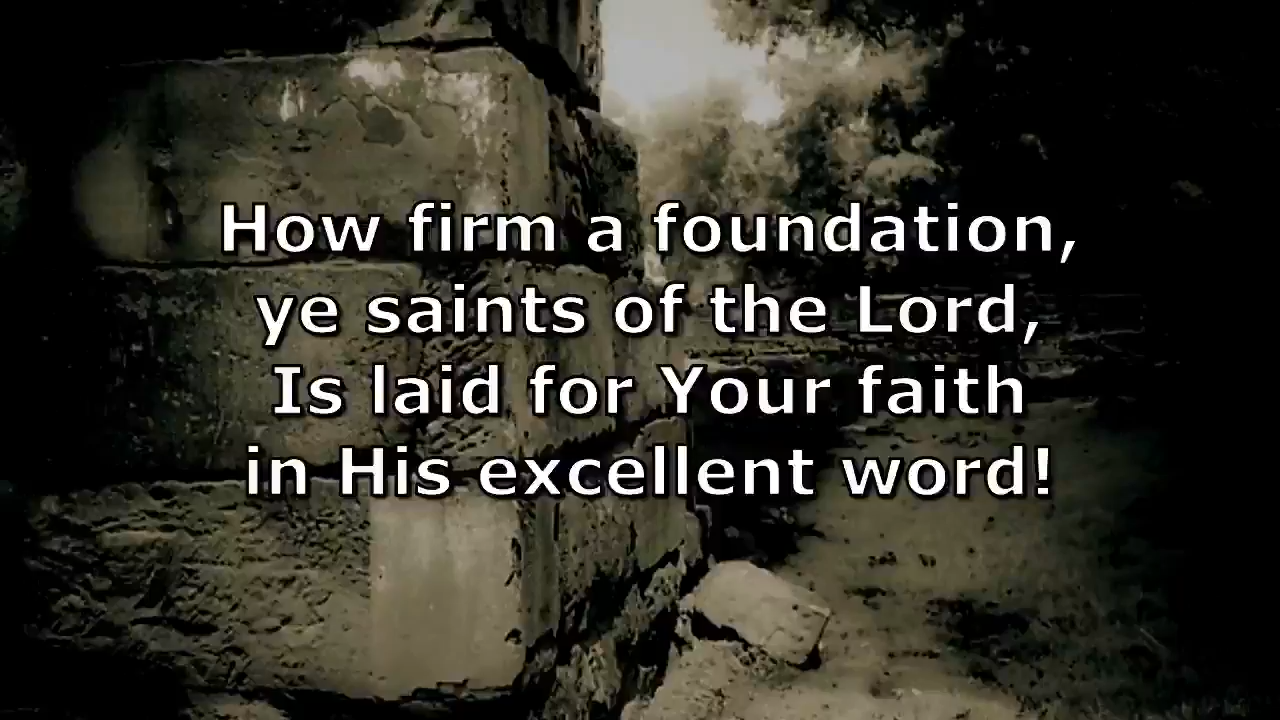 How firm a foundation,
ye saints of the Lord,
Is laid for Your faith
in His excellent word!